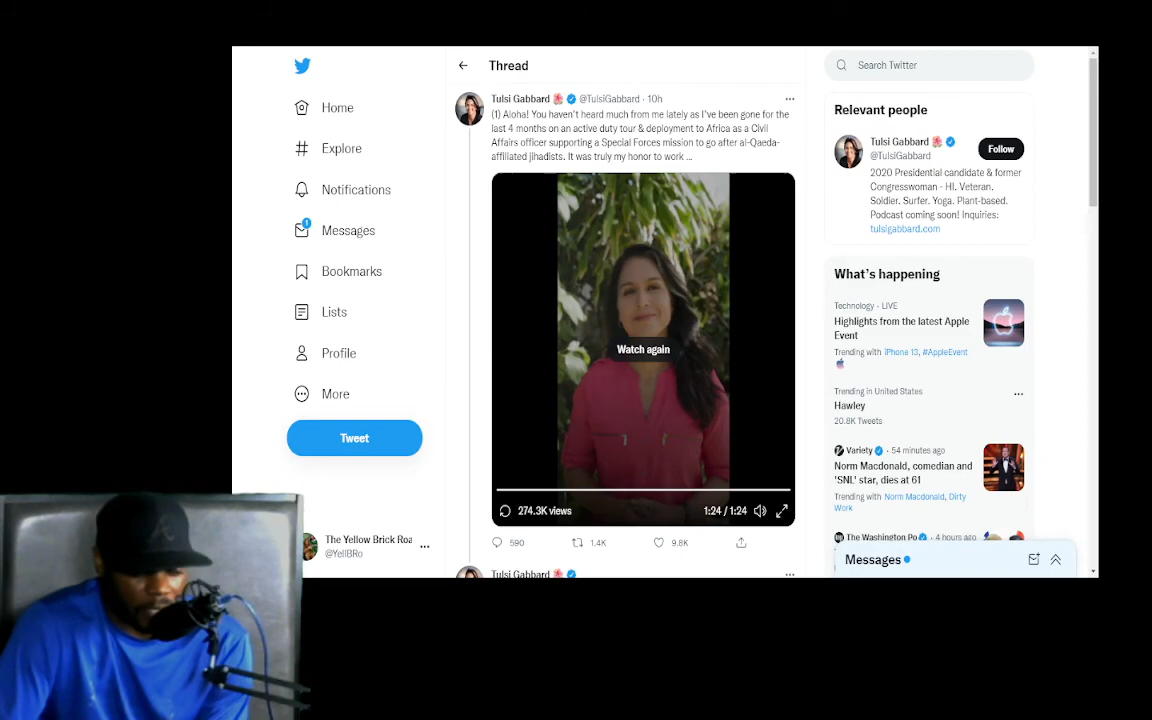 Thread
Search Twitter
Home
Explore
Notifications
1
Messages
Bookmarks
Lists
Profile
More
Tweet
The Yellow Brick Roa
@YellBRo
Tulsi Gabbard @TulsiGabbard · 10h
(1) Aloha! You haven't heard much from me lately as I've been gone for the
last 4 months on an active duty tour & deployment to Africa as a Civil
Affairs officer supporting a Special Forces mission to go after al-Qaeda-
affiliated jihadists. It was truly my honor to work ...
Watch again
274.3K views
1:24 / 1:24
590
1.4K
9.8K
Tulsi Gabbard
Relevant people
Tulsi Gabbard
@TulsiGabbard
Follow
2020 Presidential candidate & former
Congresswoman - HI. Veteran.
Soldier. Surfer. Yoga. Plant-based.
Podcast coming soon! Inquiries:
tulsigabbard.com
What's happening
Technology · LIVE
Highlights from the latest Apple
Event
Trending with iPhone 13, #AppleEvent
Trending in United States
Hawley
20.8K Tweets
Variety · 54 minutes ago
Norm Macdonald, comedian and
'SNL' star, dies at 61
Trending with Norm Macdonald, Dirty
Work
The Washington Po · 4 hours ago
Messages